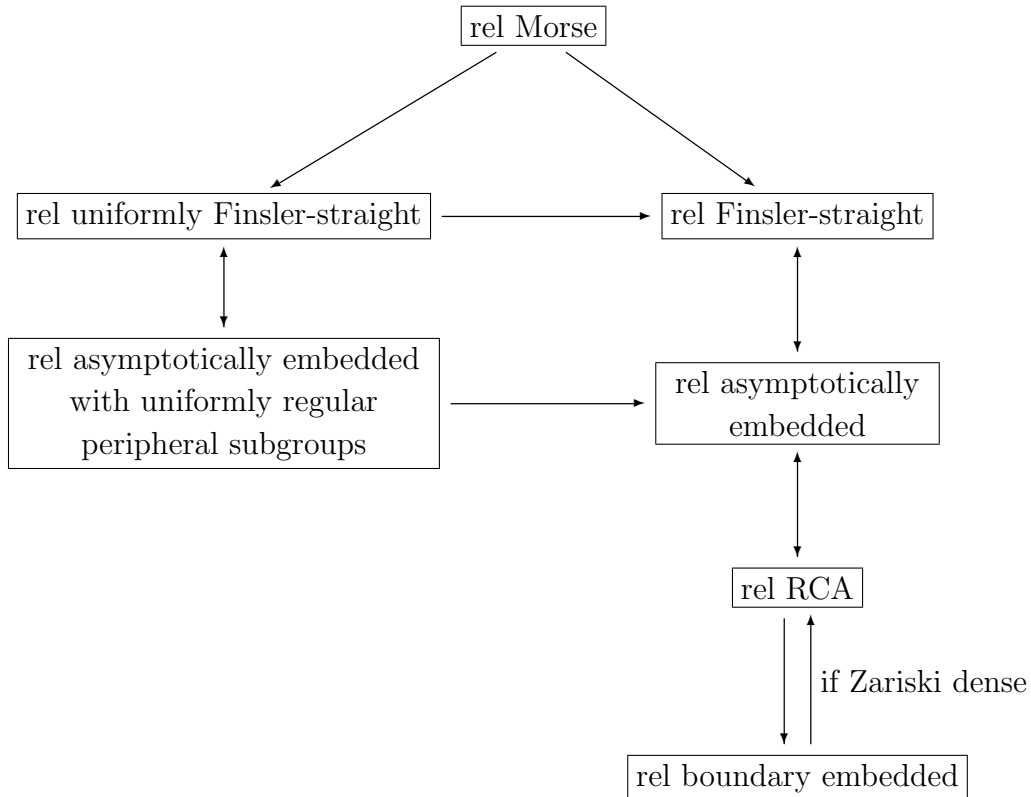 rel Morse
rel uniformly Finsler-straight
rel Finsler-straight
rel asymptotically embedded
with uniformly regular
peripheral subgroups
rel asymptotically
embedded
rel RCA
if Zariski dense
rel boundary embedded